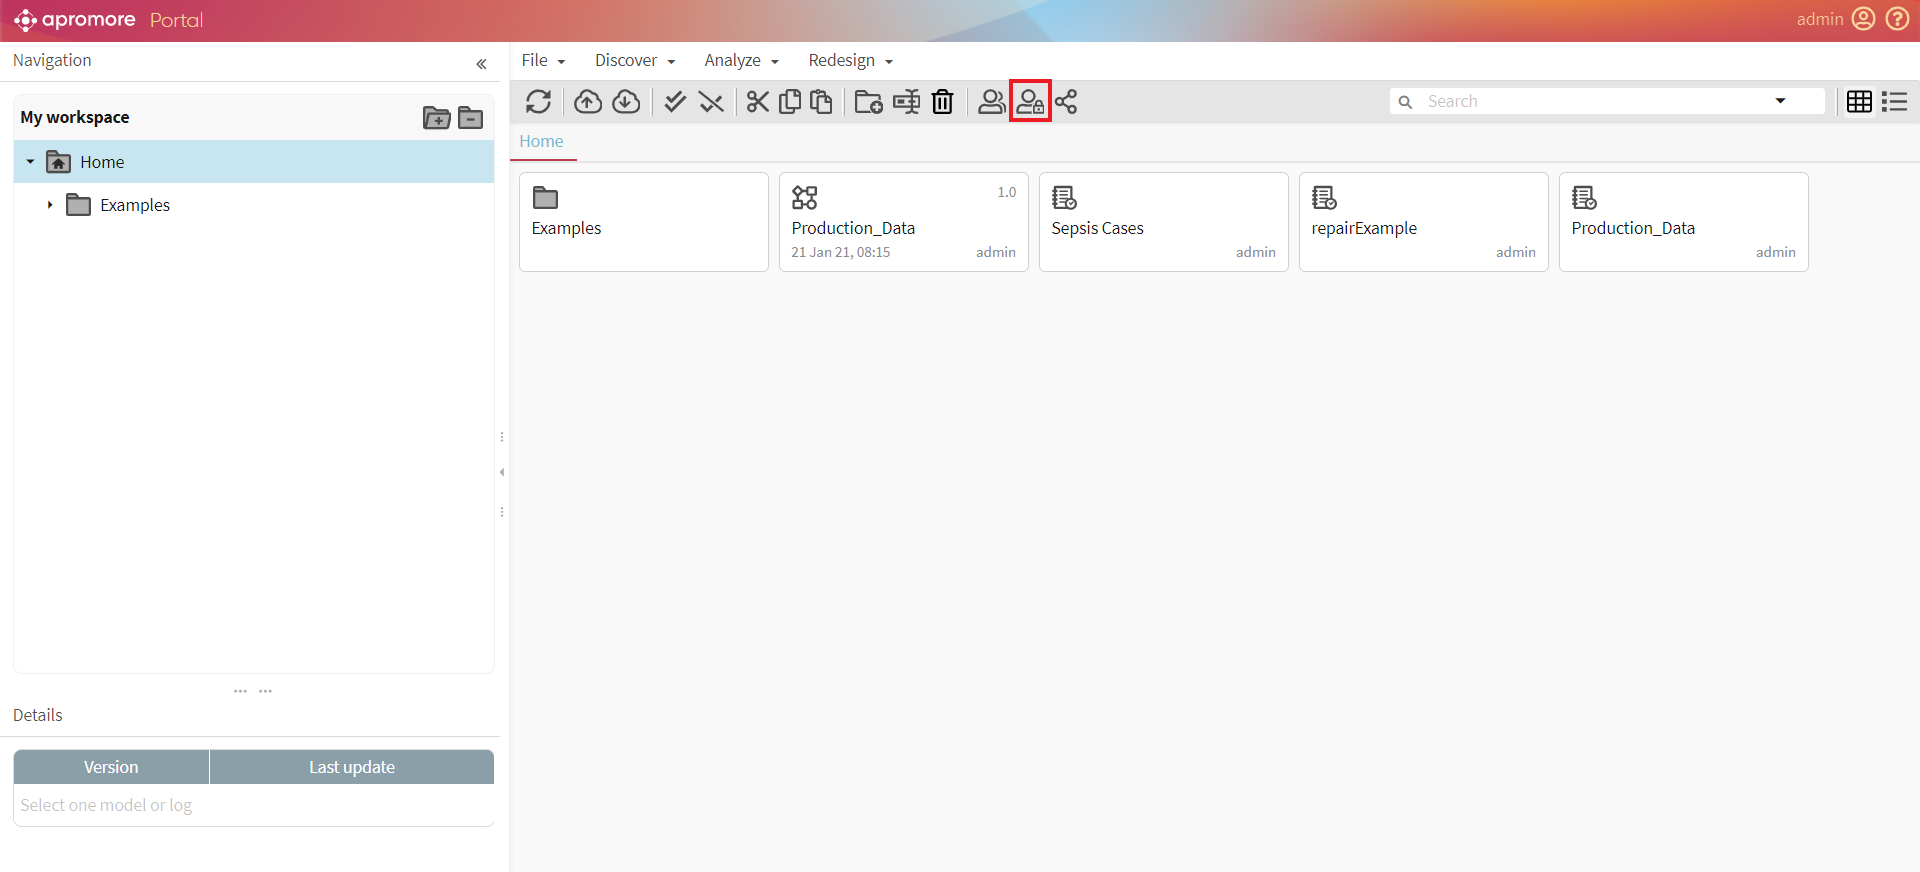 apromore Portal
admin
Navigation
File Discover Analyze Redesign
My workspace
Search
Home
Examples
Home
Examples
Production_Data 1.0
21 Jan 21, 08:15 admin
Sepsis Cases
admin
repairExample
admin
Production_Data
admin
Details
Version Last update
Select one model or log